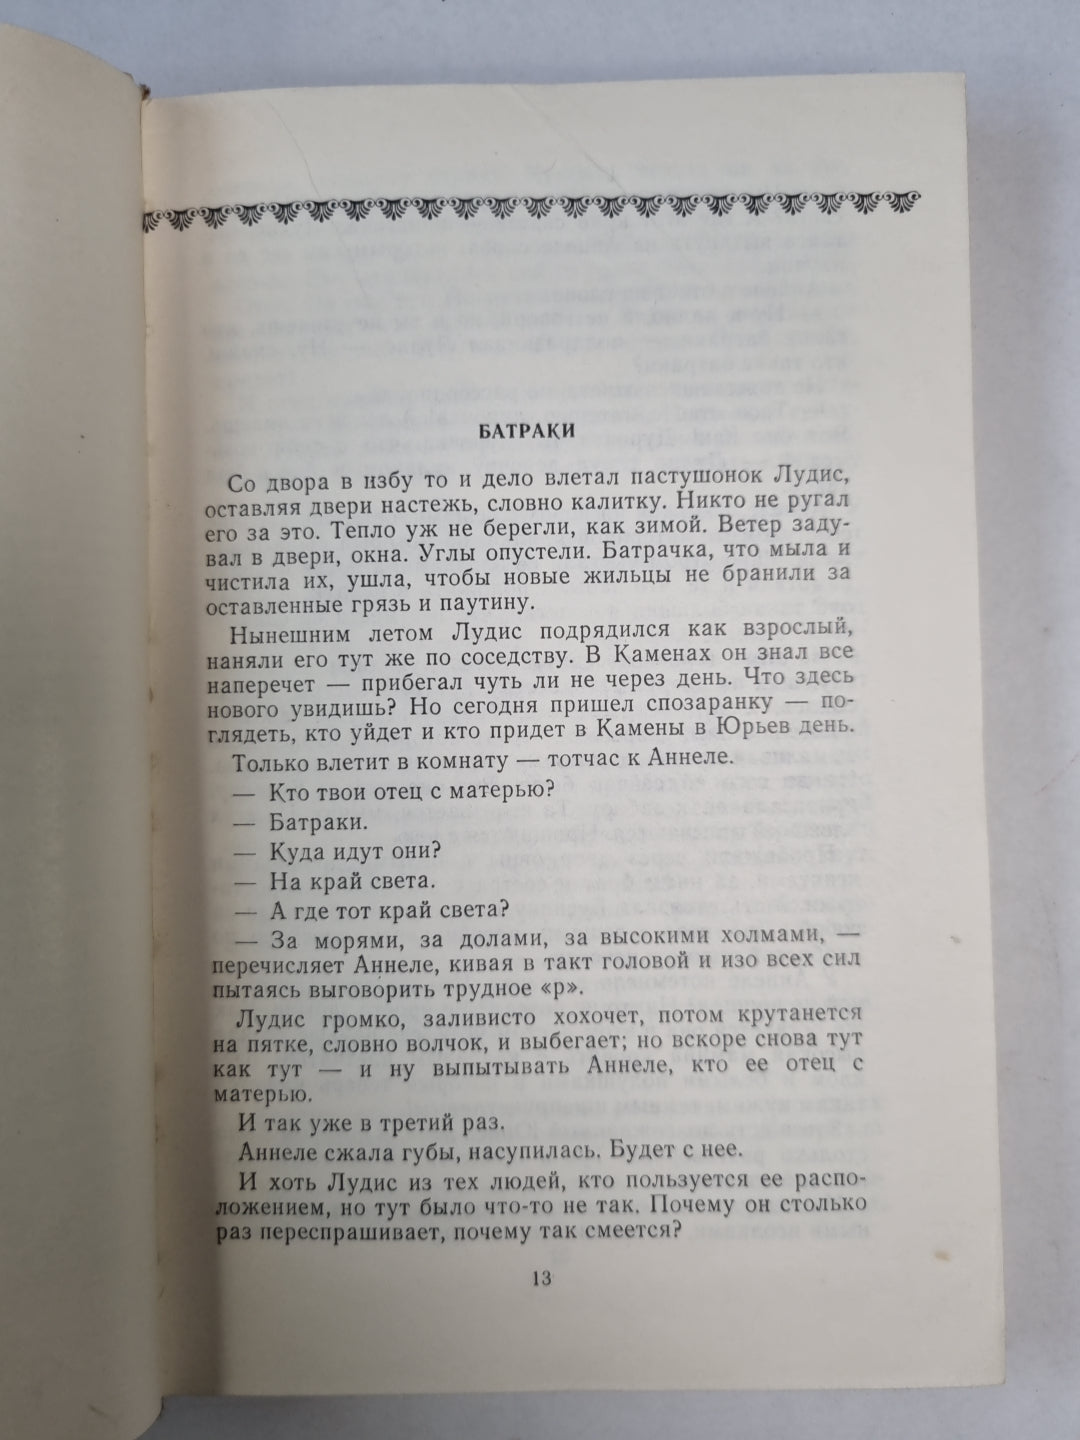 БАТРАКИ
Со двора в избу то и дело влетал пастушонок Лудис,
оставляя двери настежь, словно калитку. Никто не ругал
его за это. Тепло уж не берегли, как зимой. Ветер заду-
вал в двери, окна. Углы опустели. Батрачка, что мыла и
чистила их, ушла, чтобы новые жильцы не бранили за
оставленные грязь и паутину.
Нынешним летом Лудис подрядился как взрослый,
наняли его тут же по соседству. В Каменах он знал все
наперечет — прибегал чуть ли не через день. Что здесь
нового увидишь? Но сегодня пришел спозаранку — по-
глядеть, кто уйдет и кто придет в Камены в Юрьев день.
Только влетит в комнату — тотчас к Аннеле.
— Кто твои отец с матерью?
— Батраки.
— Куда идут они?
— На край света.
— А где тот край света?
— За морями, за долами, за высокими холмами, —
перечисляет Аннеле, кивая в такт головой и изо всех сил
пытаясь выговорить трудное «р».
Лудис громко, заливисто хохочет, потом крутанется
на пятке, словно волчок, и выбегает; но вскоре снова тут
как тут — и ну выпытывать Аннеле, кто ее отец с
матерью.
И так уже в третий раз.
Аннеле сжала губы, насупилась. Будет с нее.
И хоть Лудис из тех людей, кто пользуется ее распо-
ложением, но тут было что-то не так. Почему он столько
раз переспрашивает, почему так смеется?
13